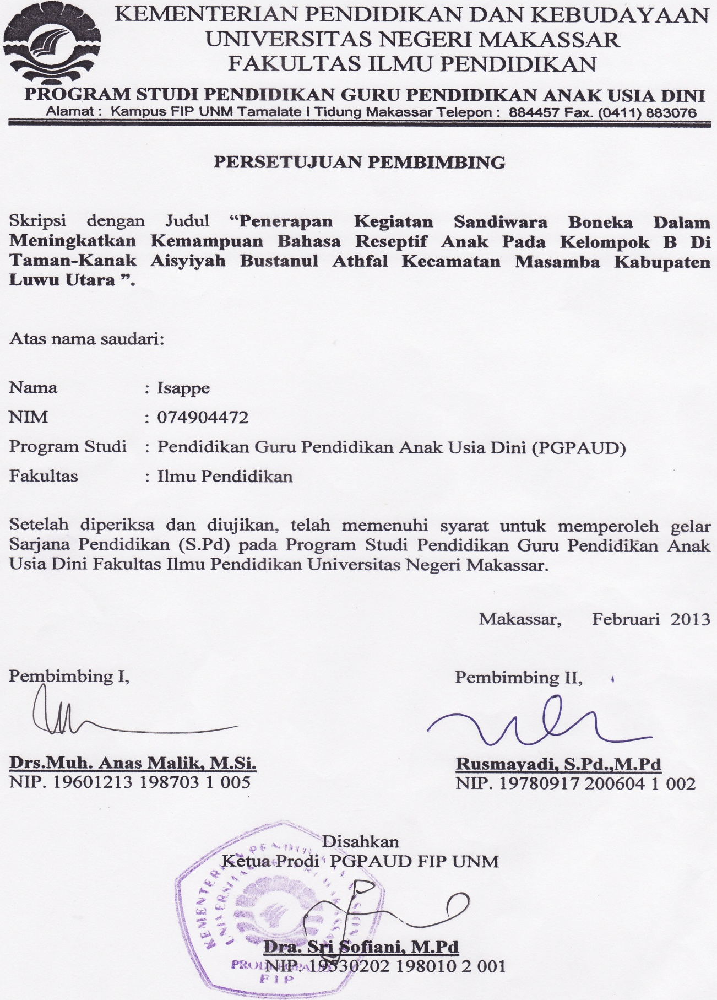 KEMENTERIAN PENDIDIKAN DAN KEBUDAYAAN
UNIVERSITAS NEGERI MAKASSAR
FAKULTAS ILMU PENDIDIKAN
PROGRAM STUDI PENDIDIKAN GURU PENDIDIKAN ANAK USIA DINI
Alamat : Kampus FIP UNM Tamalate I Tidung Makassar Telepon : 884457 Fax. (0411) 883076
PERSETUJUAN PEMBIMBING
Skripsi dengan Judul “Penerapan Kegiatan Sandiwara Boneka Dalam
Meningkatkan Kemampuan Bahasa Reseptif Anak Pada Kelompok B Di
Taman-Kanak Aisyiyah Bustanul Athfal Kecamatan Masamba Kabupaten
Luwu Utara ”.
Atas nama saudari:
Nama : Isappe
NIM : 074904472
Program Studi : Pendidikan Guru Pendidikan Anak Usia Dini (PGPAUD)
Fakultas : Ilmu Pendidikan
Setelah diperiksa dan diujikan, telah memenuhi syarat untuk memperoleh gelar
Sarjana Pendidikan (S.Pd) pada Program Studi Pendidikan Guru Pendidikan Anak
Usia Dini Fakultas Ilmu Pendidikan Universitas Negeri Makassar.
Makassar, Februari 2013
Pembimbing I,
Pembimbing II,
Drs.Muh. Anas Malik, M.Si.
NIP. 19601213 198703 1 005
Rusmayadi, S.Pd.,M.Pd
NIP. 19780917 200604 1 002
Disahkan
Ketua Prodi PGPAUD FIP UNM
Dra. Sri Sofiani, M.Pd
NIP. 19530202 198010 2 001
KEMENTERIAN
UNIVERSITAS
MAKASSAR
FIP